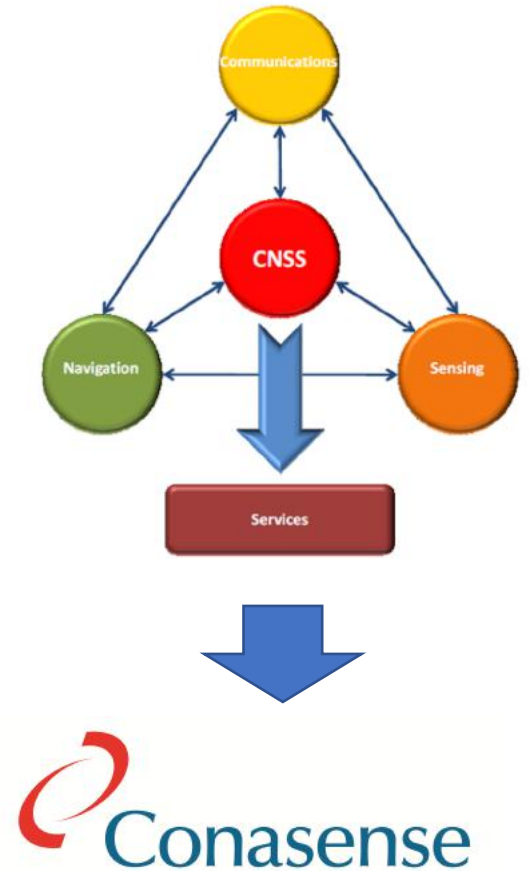 Communications
CNSS
Navigation
Sensing
Services
Conasense